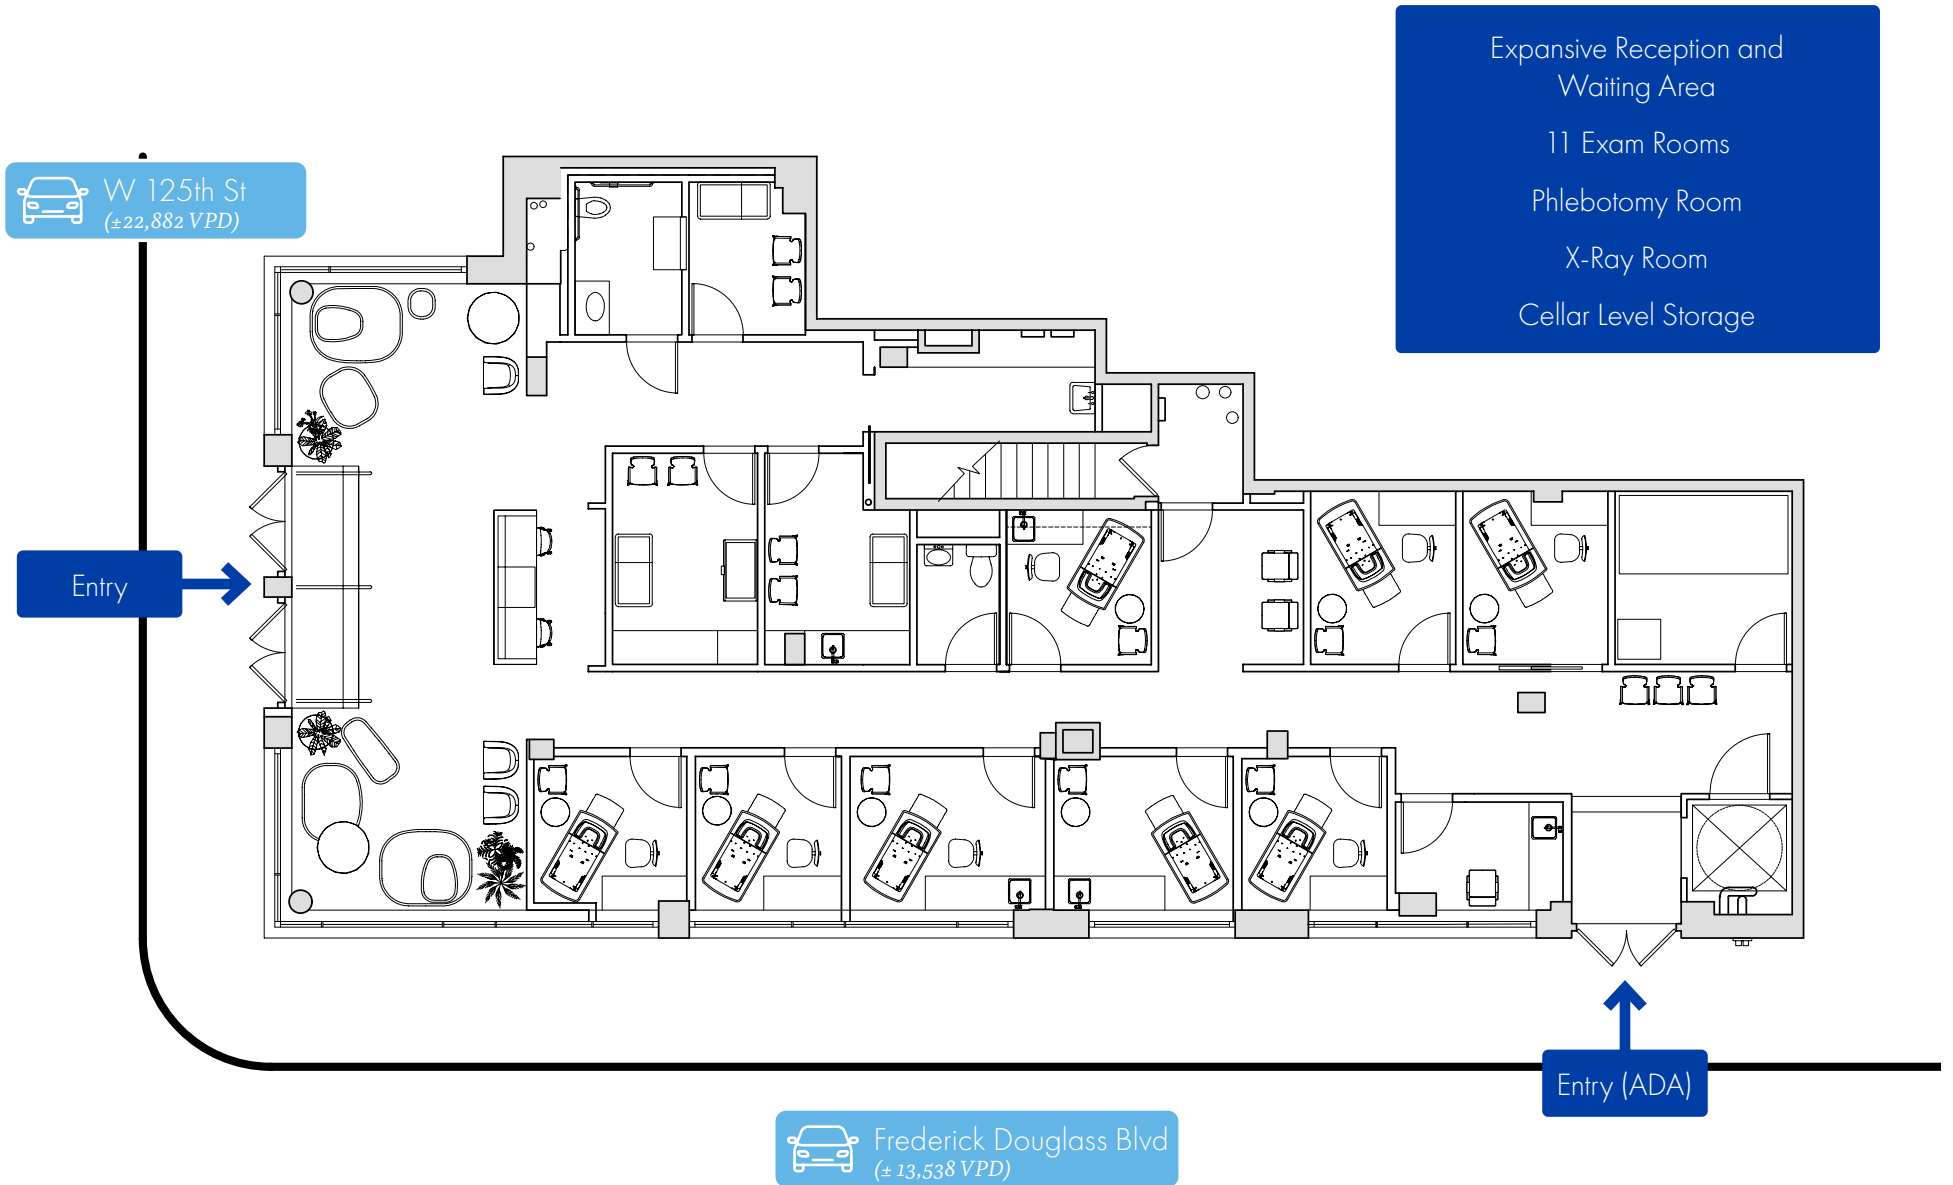 Expansive Reception and
Waiting Area
11 Exam Rooms
Phlebotomy Room
X-Ray Room
Cellar Level Storage
W 125th St
(±22,882 VPD)
Entry
Entry (ADA)
Frederick Douglass Blvd
(± 13,538 VPD)